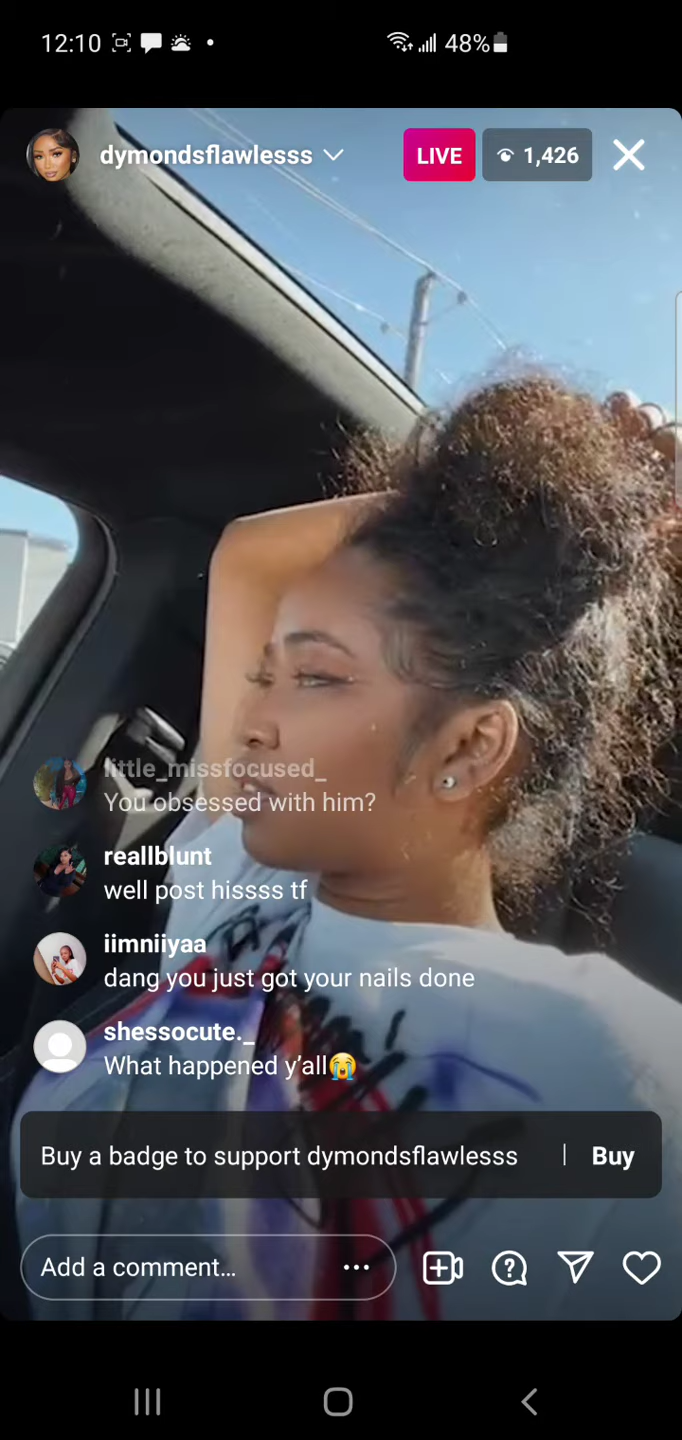 12:10
48%
dymondsflawlesss
LIVE
1,426
little_missfocused_
You obsessed with him?
reallblunt
well post hissss tf
iimniiyaa
dang you just got your nails done
shessocute._
What happened y’all😭
Buy a badge to support dymondsflawlesss | Buy
Add a comment…